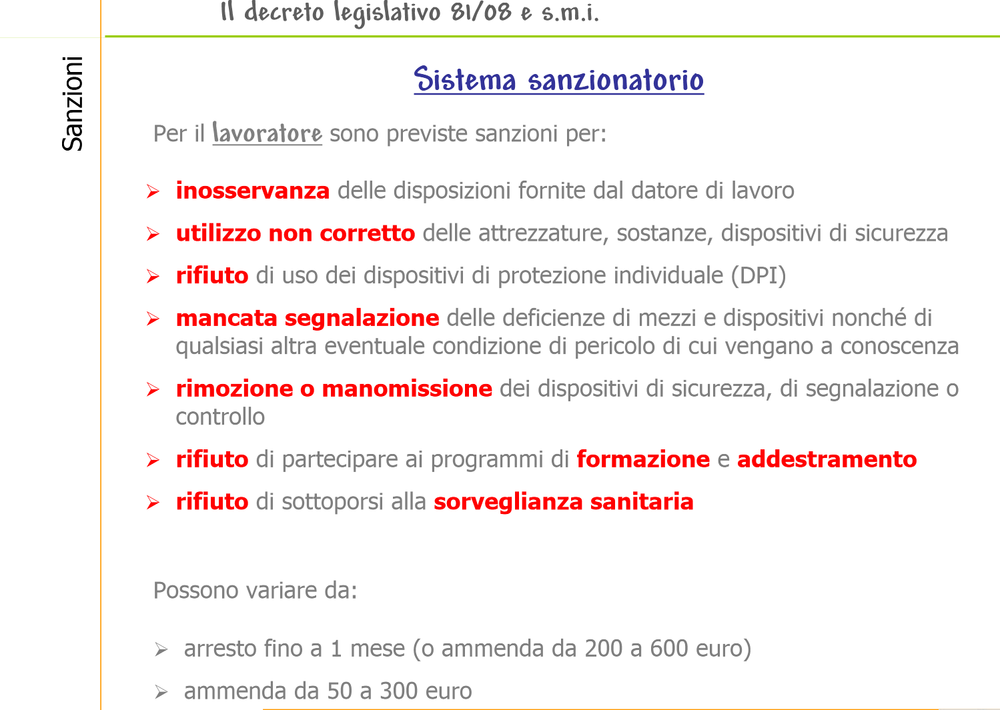 Il decreto legislativo 81/08 e s.m.i.
Sanzioni
Sistema sanzionatorio
Per il lavoratore sono previste sanzioni per:
inosservanza delle disposizioni fornite dal datore di lavoro
utilizzo non corretto delle attrezzature, sostanze, dispositivi di sicurezza
rifiuto di uso dei dispositivi di protezione individuale (DPI)
mancata segnalazione delle deficienze di mezzi e dispositivi nonché di
qualsiasi altra eventuale condizione di pericolo di cui vengano a conoscenza
rimozione o manomissione dei dispositivi di sicurezza, di segnalazione o
controllo
rifiuto di partecipare ai programmi di formazione e addestramento
rifiuto di sottoporsi alla sorveglianza sanitaria
Possono variare da:
arresto fino a 1 mese (o ammenda da 200 a 600 euro)
ammenda da 50 a 300 euro